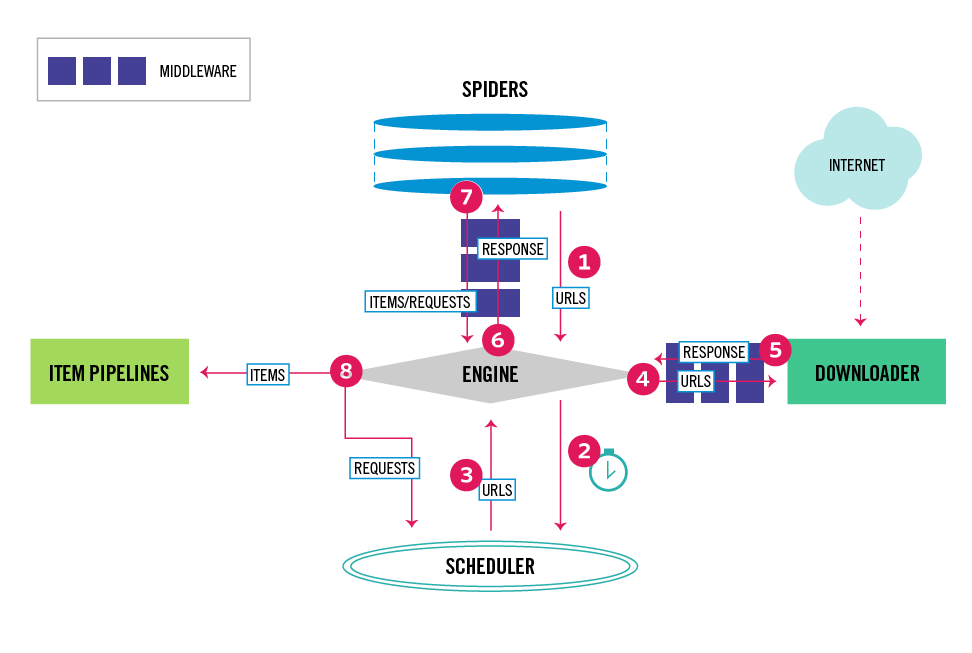 MIDDLEWARE
SPIDERS
INTERNET
7
RESPONSE
1
ITEMS/REQUESTS
URLS
6
RESPONSE
5
ITEM PIPELINES
ITEMS
8
ENGINE
4
URLS
DOWNLOADER
2
REQUESTS
3
URLS
SCHEDULER